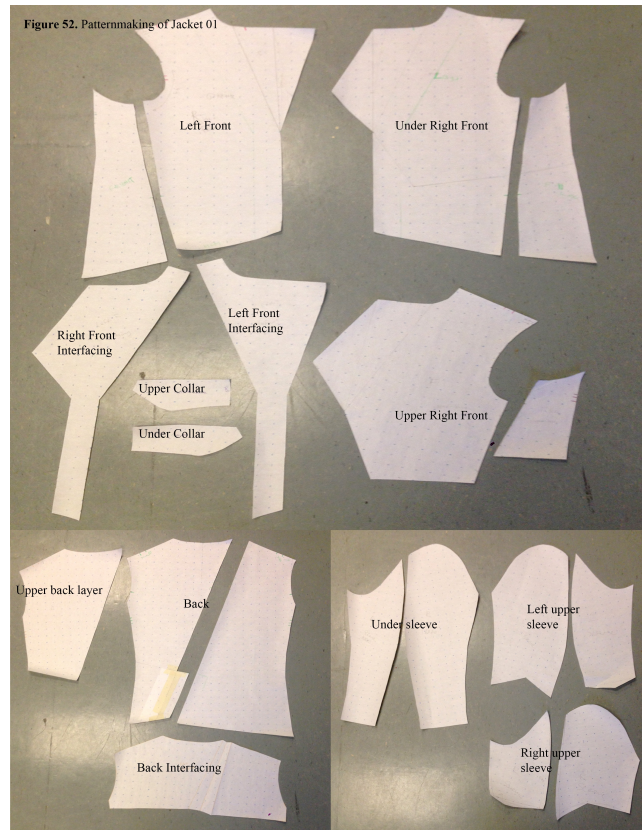 Figure 52. Patternmaking of Jacket 01
Left Front
Under Right Front
Right Front
Interfacing
Left Front
Interfacing
Upper Collar
Under Collar
Upper Right Front
Upper back layer
Back
Back Interfacing
Under sleeve
Left upper
sleeve
Right upper
sleeve